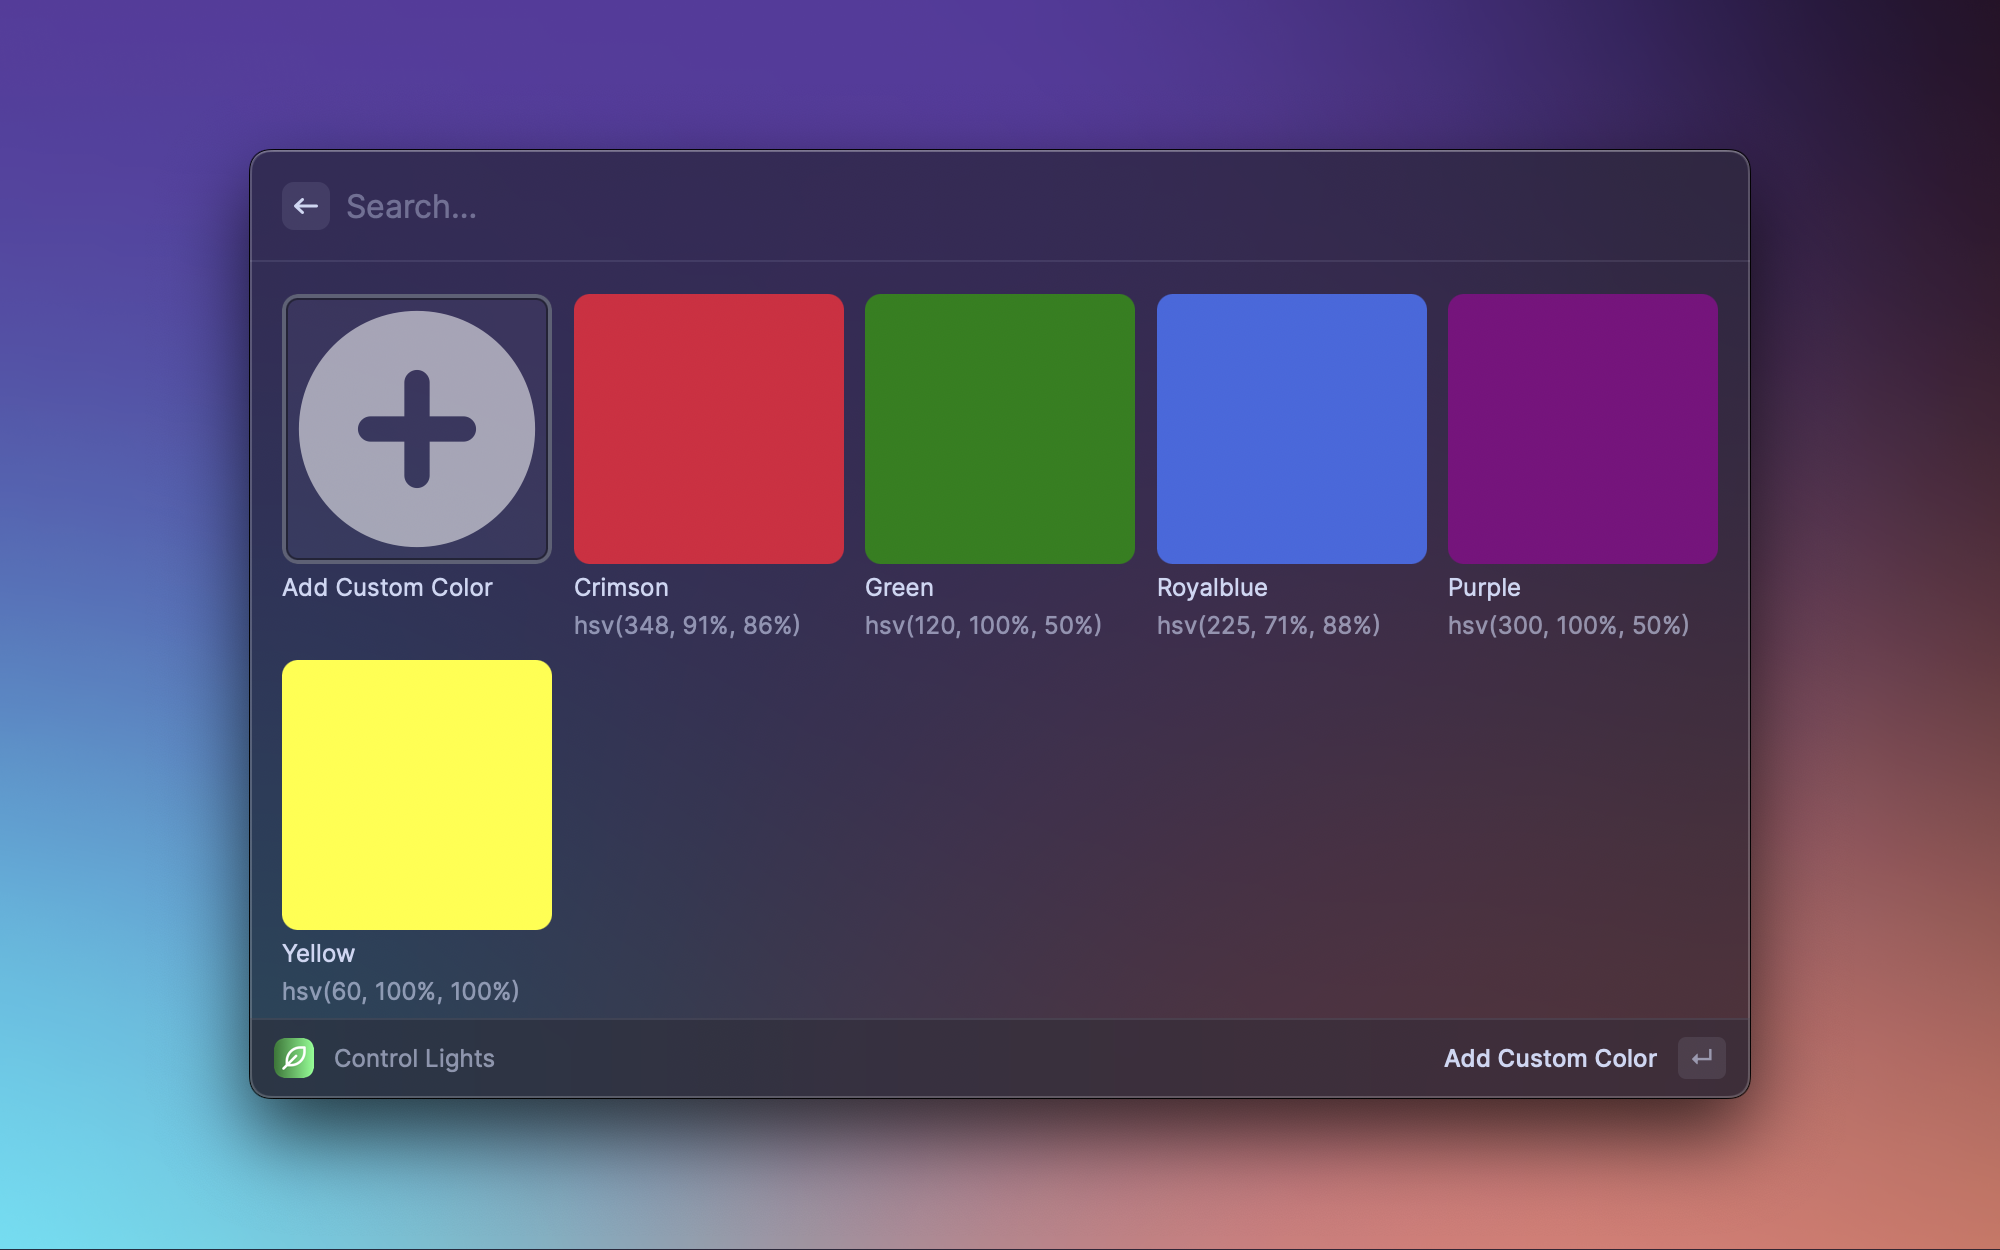 Search...
Add Custom Color
Crimson
hsv(348, 91%, 86%)
Green
hsv(120, 100%, 50%)
Royalblue
hsv(225, 71%, 88%)
Purple
hsv(300, 100%, 50%)
Yellow
hsv(60, 100%, 100%)
Control Lights
Add Custom Color